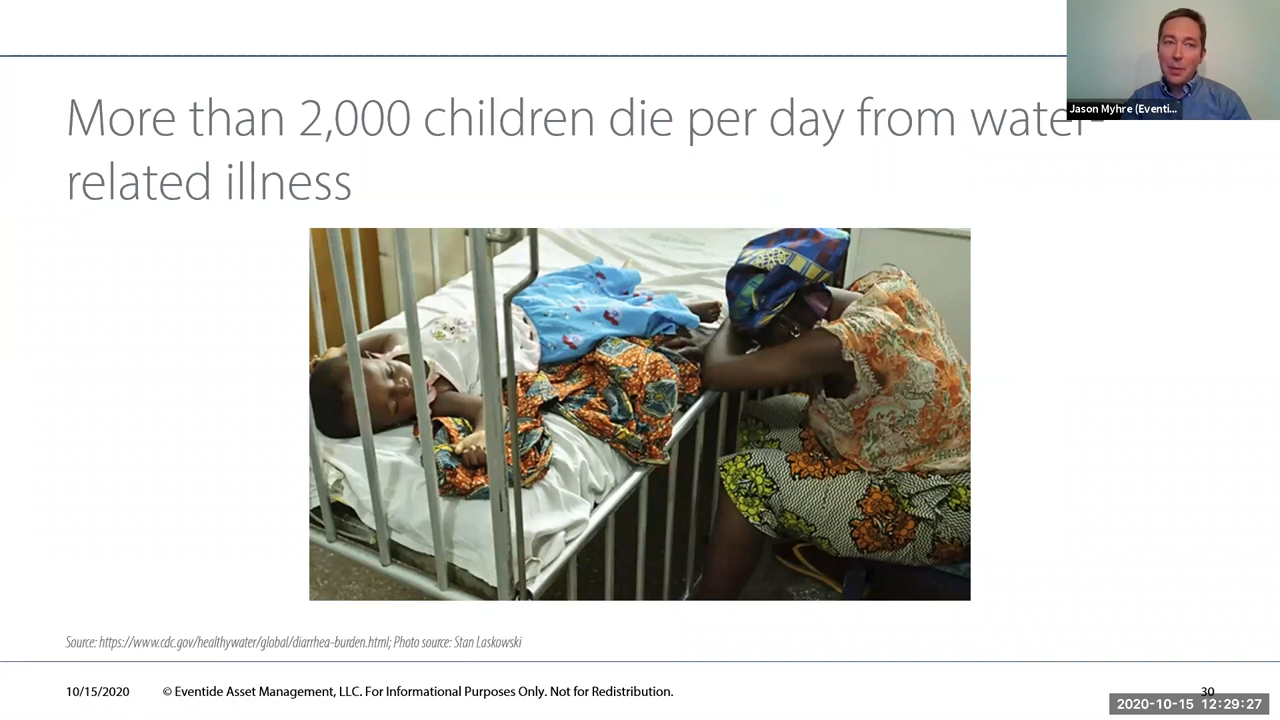 Jason Myhre (Eventi...
More than 2,000 children die per day from water-
related illness
Source: https://www.cdc.gov/healthywater/global/diarrhea-burden.html; Photo source: Stan Laskowski
10/15/2020 © Eventide Asset Management, LLC. For Informational Purposes Only. Not for Redistribution. 30
2020-10-15 12:29:27